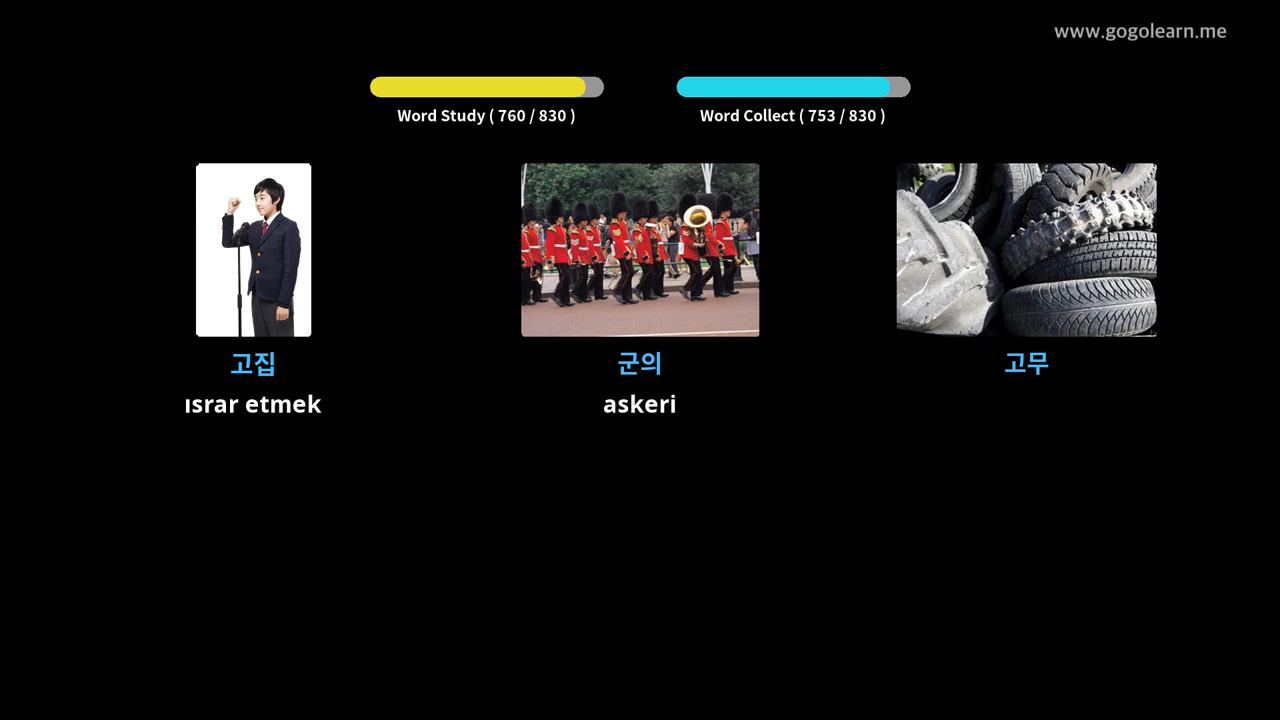 www.gogolearn.me
Word Study ( 760 / 830 )
Word Collect ( 753 / 830 )
고집
군의
고무
ısrar etmek
askeri